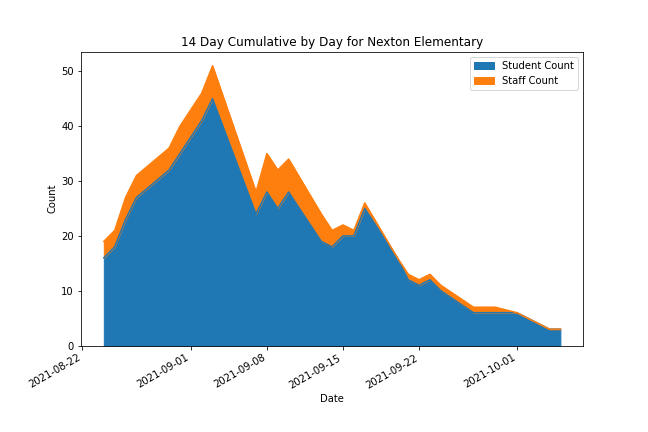 14 Day Cumulative by Day for Nexton Elementary
Student Count
Staff Count
50
40
30
20
10
0
Count
2021-08-22
2021-09-01
2021-09-08
2021-09-15
2021-09-22
2021-10-01
Date